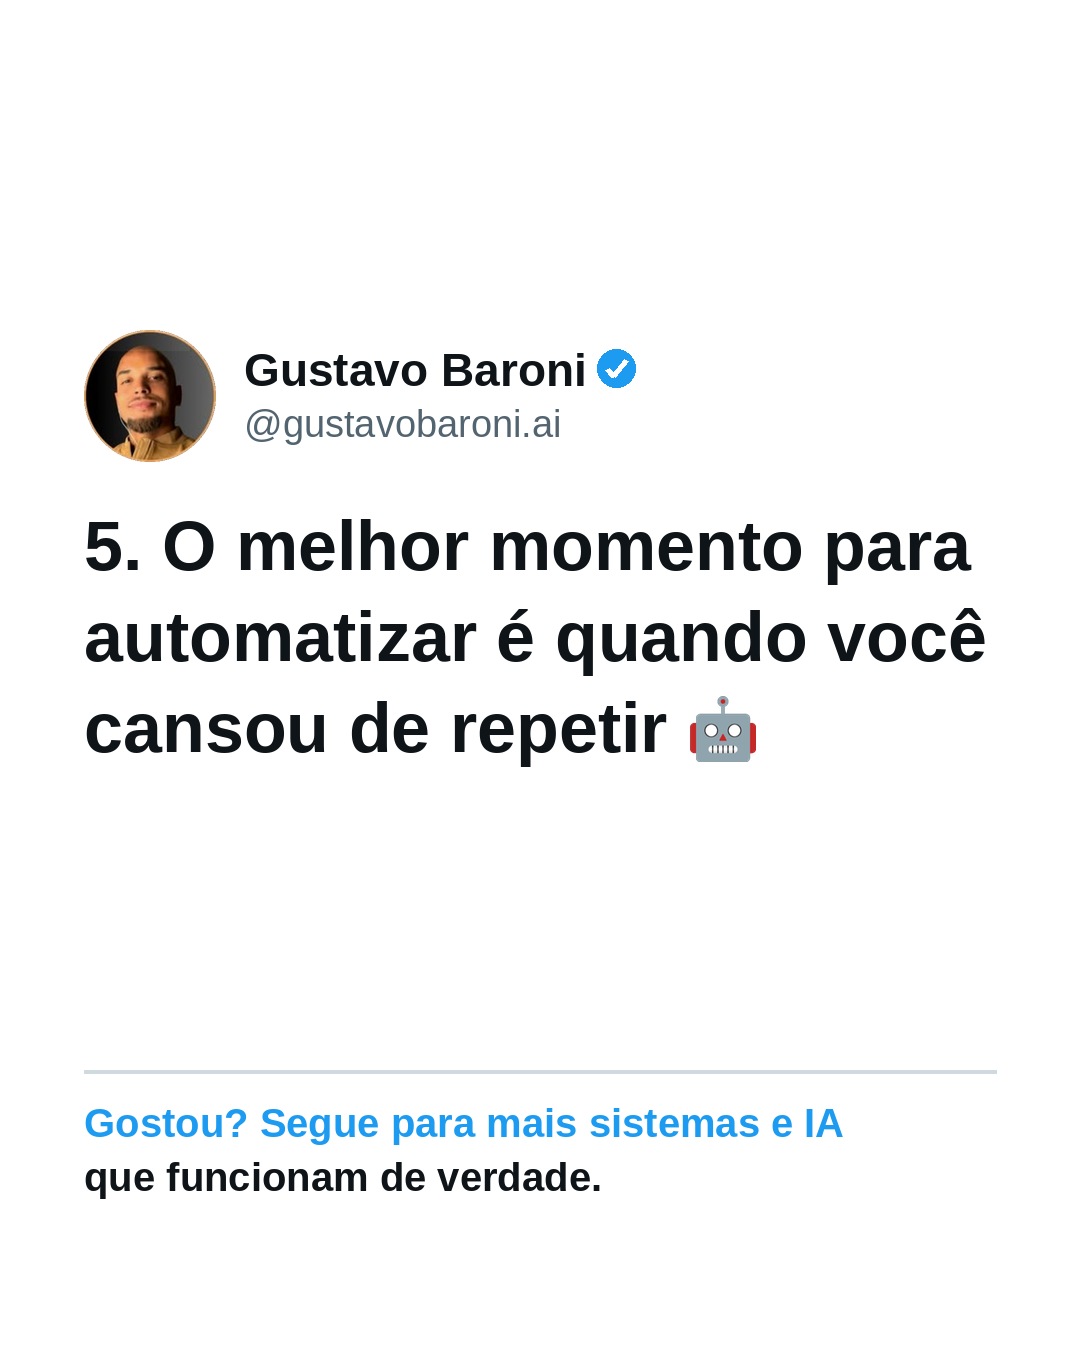 Gustavo Baroni
@gustavobaroni.ai
5. O melhor momento para
automatizar é quando você
cansou de repetir 🤖
Gostou? Segue para mais sistemas e IA
que funcionam de verdade.